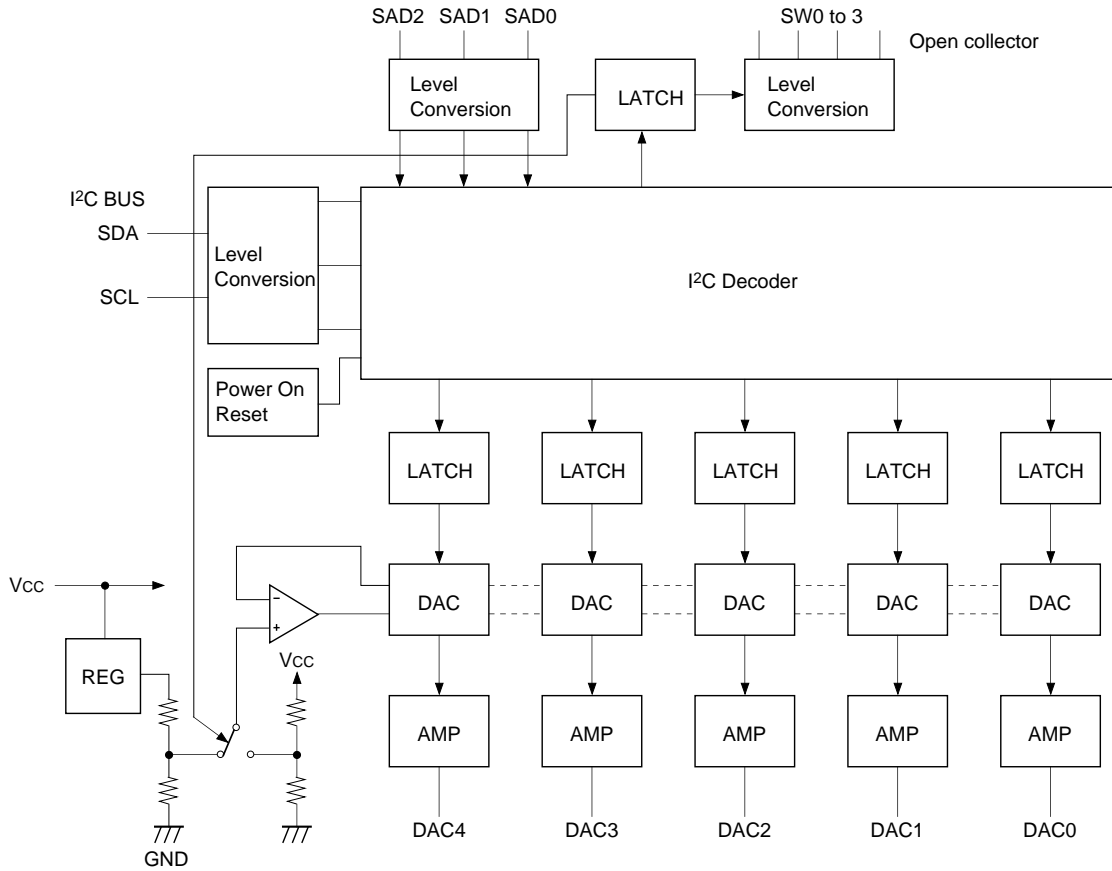 SAD2 SAD1 SAD0 SW0 to 3
Open collector
Level
Conversion
LATCH
Level
Conversion
I²C BUS
SDA
SCL
Level
Conversion
I²C Decoder
Power On
Reset
LATCH LATCH LATCH LATCH LATCH
VCC
−
+
DAC DAC DAC DAC DAC
REG
VCC
AMP AMP AMP AMP AMP
GND
DAC4 DAC3 DAC2 DAC1 DAC0